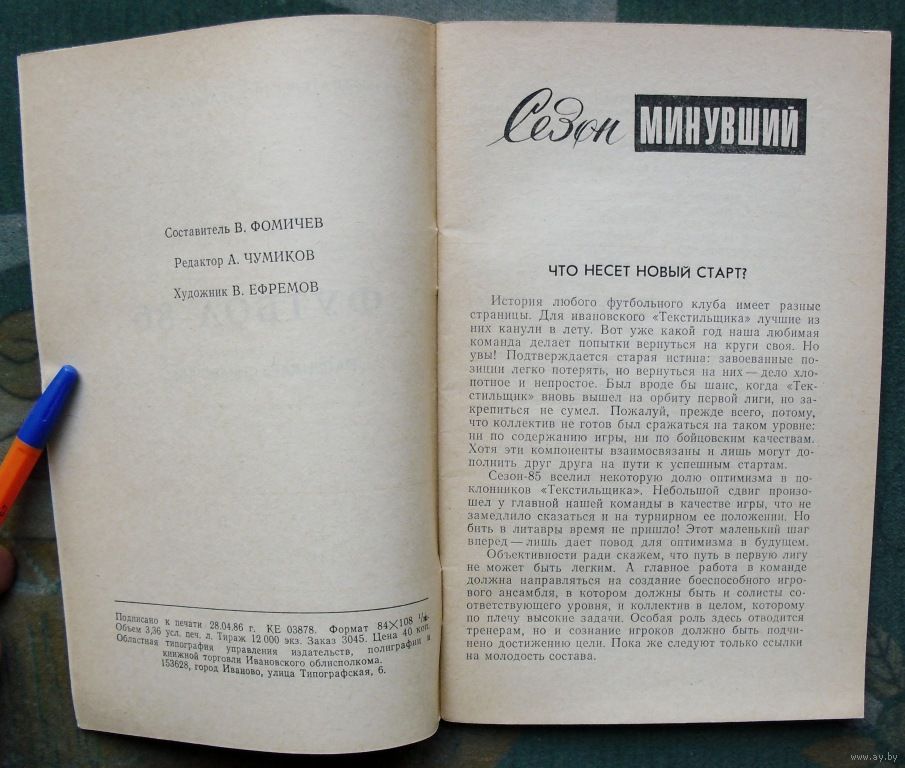 Составитель В. ФОМИЧЕВ
Редактор А. ЧУМИКОВ
Художник В. ЕФРЕМОВ
Подписано к печати 28.04.86 г. КЕ 03878. Формат 84×108
Объем 3,36 усл. печ. л. Тираж 12 000 экз. Заказ 3045. Цена 40 коп.
Областная типография управления издательств, полиграфии и
книжной торговли Ивановского облисполкома.
153628, город Иваново, улица Типографская, 6.
Сезон МИНУВШИЙ
ЧТО НЕСЕТ НОВЫЙ СТАРТ?
История любого футбольного клуба имеет разные
страницы. Для ивановского «Текстильщика» лучшие из
них канули в лету. Вот уже какой год наша любимая
команда делает попытки вернуться на круги своя. Но
увы! Подтверждается старая истина: завоеванные по-
зиции легко потерять, но вернуться на них — дело хло-
потное и непростое. Был вроде бы шанс, когда «Тек-
стильщик» вновь вышел на орбиту первой лиги, но за-
крепиться не сумел. Пожалуй, прежде всего, потому,
что коллектив не готов был сражаться на таком уровне:
ни по содержанию игры, ни по бойцовским качествам.
Хотя эти компоненты взаимосвязаны и лишь могут до-
полнить друг друга на пути к успешным стартам.
Сезон-85 вселил некоторую долю оптимизма в по-
клонников «Текстильщика». Небольшой сдвиг произо-
шел у главной нашей команды в качестве игры, что не
замедлило сказаться и на турнирном ее положении. Но
бить в литавры время не пришло! Этот маленький шаг
вперед — лишь дает повод для оптимизма в будущем.
Объективности ради скажем, что путь в первую лигу
не может быть легким. А главное работа в команде
должна направляться на создание боеспособного игро-
вого ансамбля, в котором должны быть и солисты со-
ответствующего уровня, и коллектив в целом, которому
по плечу высокие задачи. Особая роль здесь отводится
тренерам, но и сознание игроков должно быть подчи-
нено достижению цели. Пока же следуют только ссылки
на молодость состава.
www.ay.by